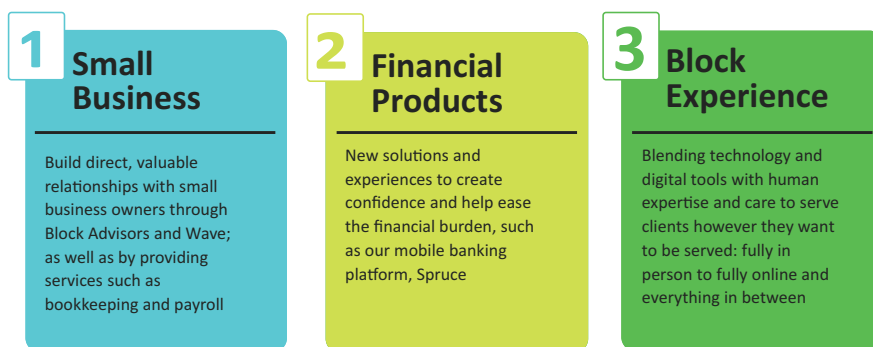 1
Small
Business
Build direct, valuable
relationships with small
business owners through
Block Advisors and Wave;
as well as by providing
services such as
bookkeeping and payroll
2
Financial
Products
New solutions and
experiences to create
confidence and help ease
the financial burden, such
as our mobile banking
platform, Spruce
3
Block
Experience
Blending technology and
digital tools with human
expertise and care to serve
clients however they want
to be served: fully in
person to fully online and
everything in between